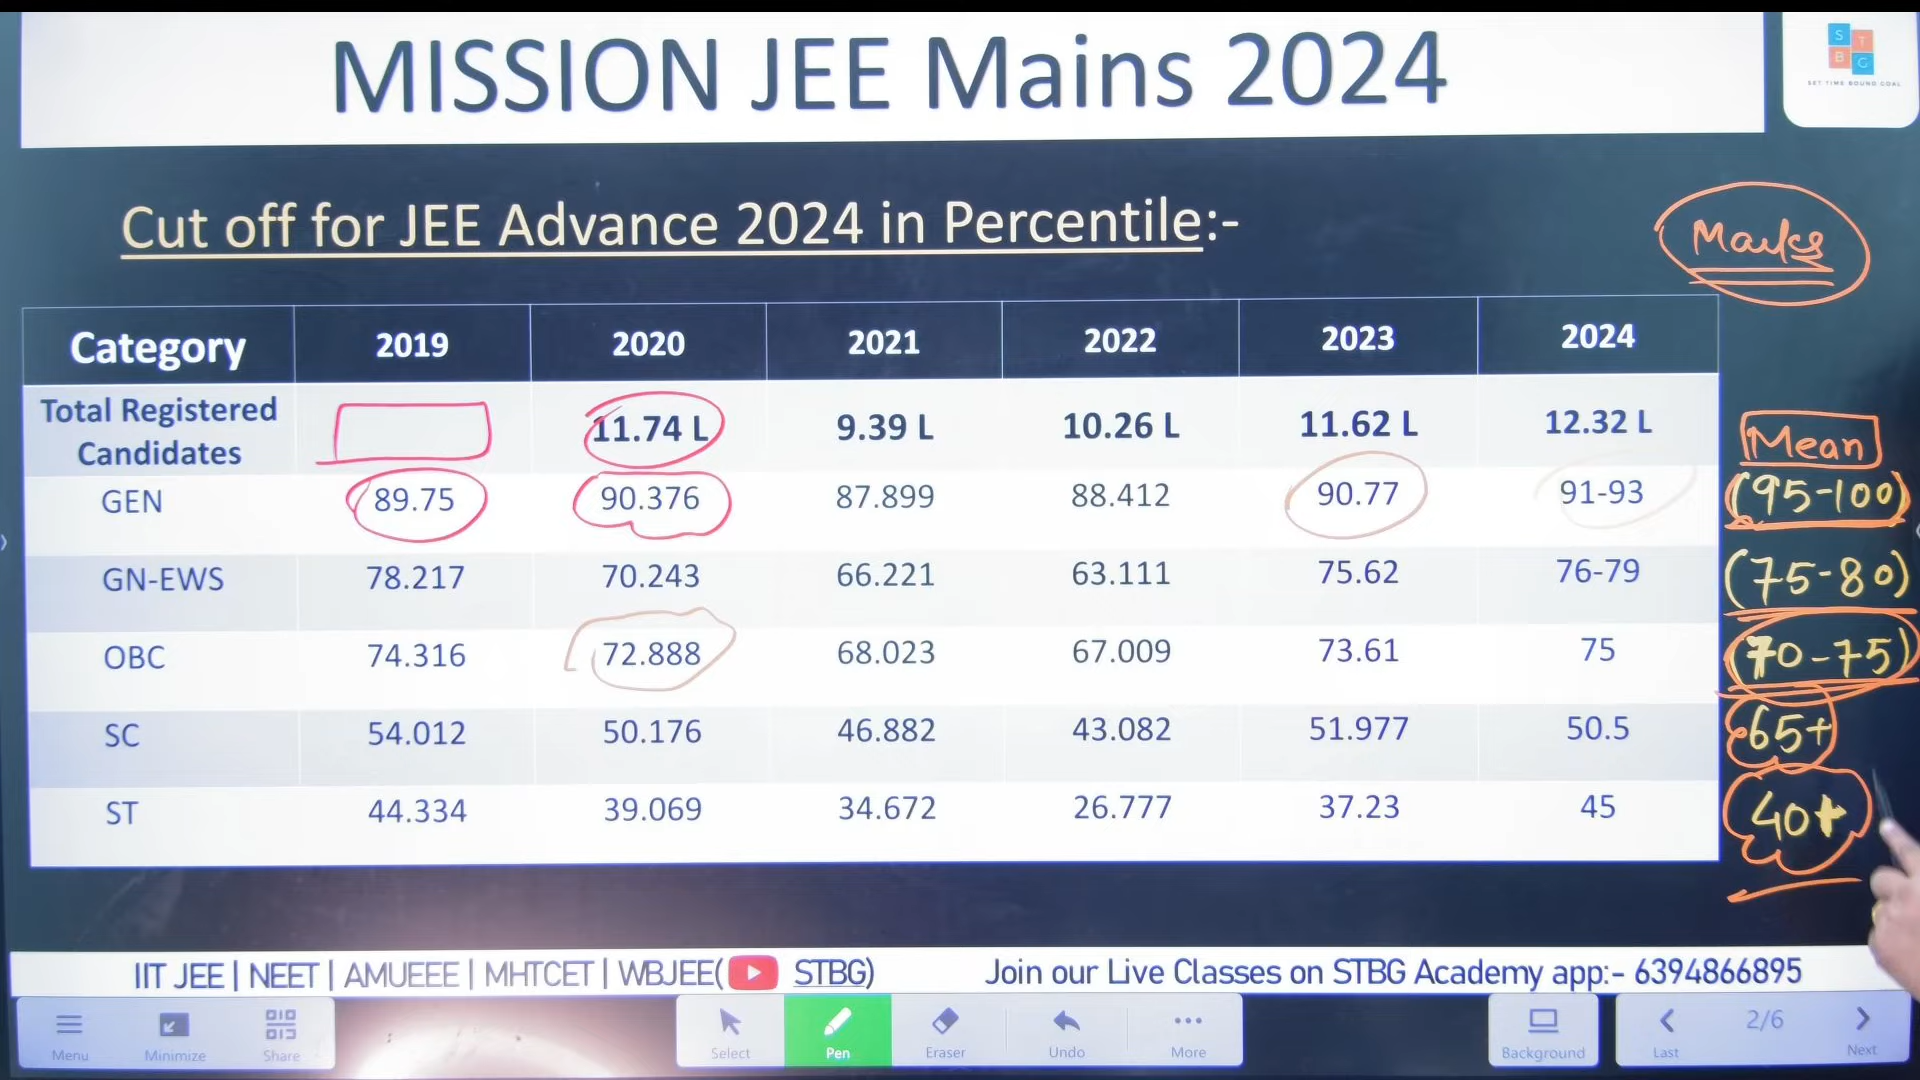 MISSION JEE Mains 2024
S T
B G
SET TIME BOUND GOAL
Cut off for JEE Advance 2024 in Percentile:-
Marks
Category 2019 2020 2021 2022 2023 2024
Total Registered Candidates 11.74 L 9.39 L 10.26 L 11.62 L 12.32 L
Mean
GEN 89.75 90.376 87.899 88.412 90.77 91-93 (95-100)
GN-EWS 78.217 70.243 66.221 63.111 75.62 76-79 (75-80)
OBC 74.316 72.888 68.023 67.009 73.61 75 (70-75)
SC 54.012 50.176 46.882 43.082 51.977 50.5 65+
ST 44.334 39.069 34.672 26.777 37.23 45 40+
IIT JEE | NEET | AMUEEE | MHTCET | WBJEE( STBG) Join our Live Classes on STBG Academy app:- 6394866895
Menu Minimize Share Select Pen Eraser Undo More Background Last 2/6 Next